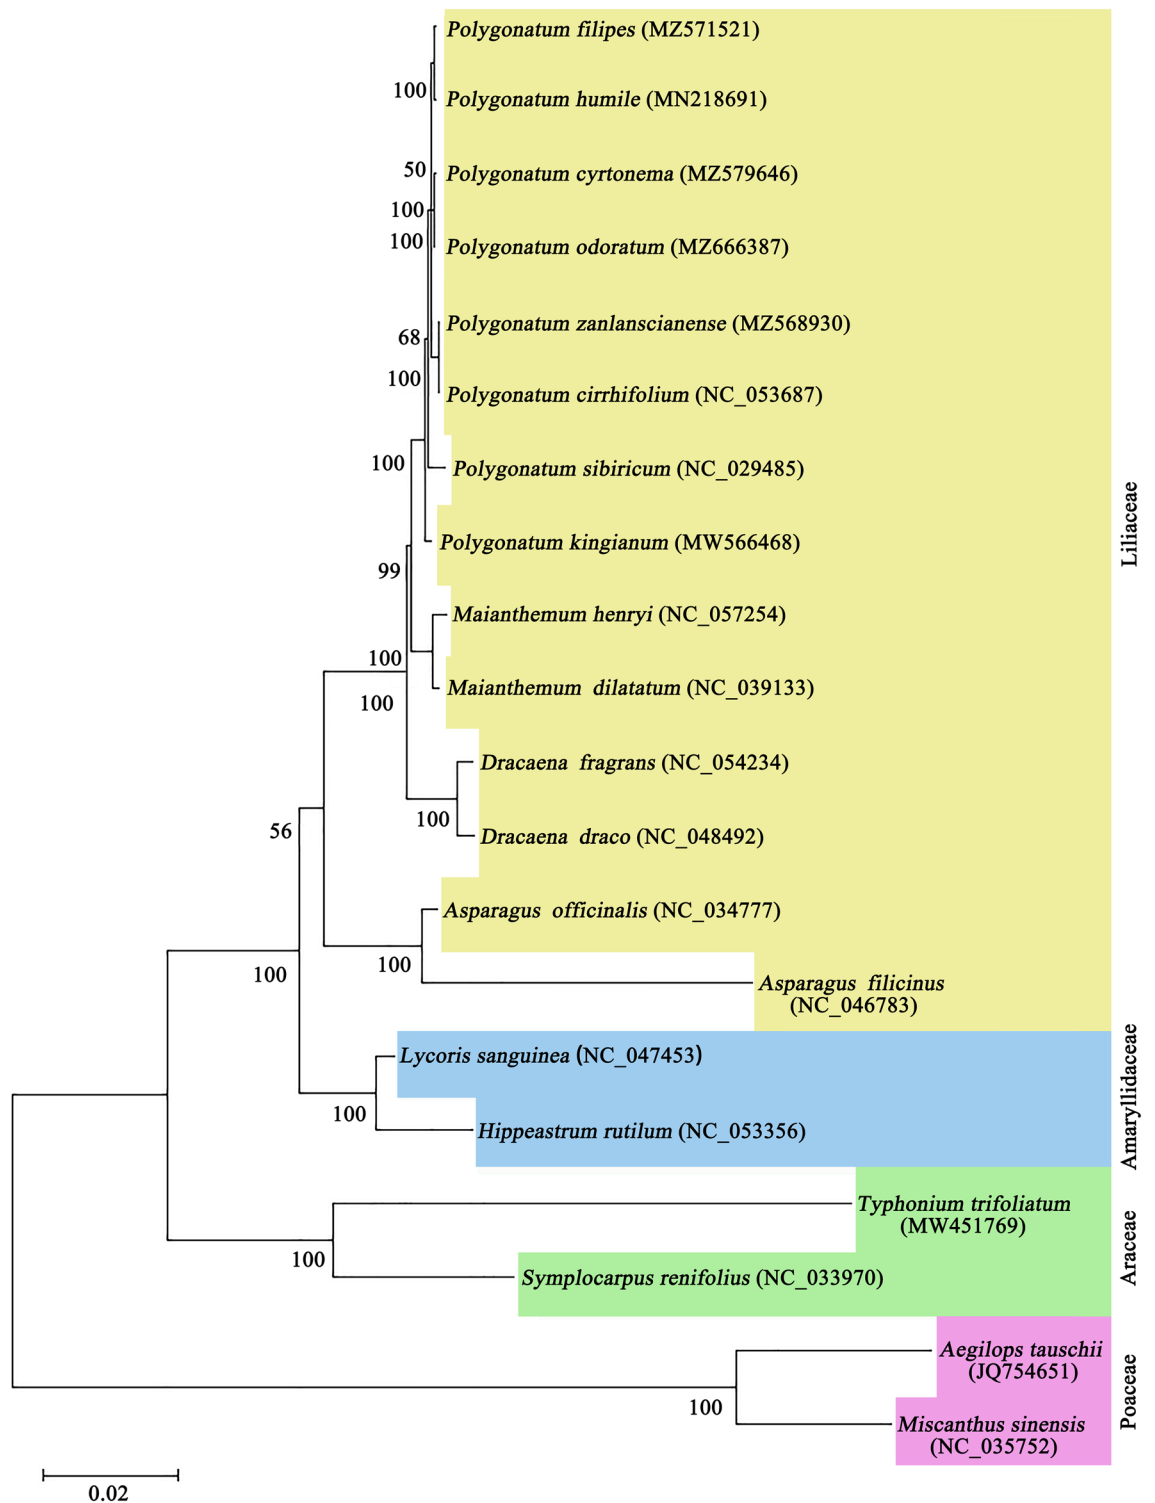 Polygonatum filipes (MZ571521)
100
Polygonatum humile (MN218691)
50
Polygonatum cyrtonema (MZ579646)
100
100
Polygonatum odoratum (MZ666387)
Polygonatum zanlanscianense (MZ568930)
68
100
Polygonatum cirrhifolium (NC_053687)
100
Polygonatum sibiricum (NC_029485)
Liliaceae
Polygonatum kingianum (MW566468)
99
Maianthemum henryi (NC_057254)
100
Maianthemum dilatatum (NC_039133)
100
Dracaena fragrans (NC_054234)
100
56
Dracaena draco (NC_048492)
Asparagus officinalis (NC_034777)
100
100
Asparagus filicinus
(NC_046783)
Lycoris sanguinea (NC_047453)
Amaryllidaceae
100
Hippeastrum rutilum (NC_053356)
Typhonium trifoliatum
(MW451769)
Araceae
100
Symplocarpus renifolius (NC_033970)
Aegilops tauschii
(JQ754651)
Poaceae
100
Miscanthus sinensis
(NC_035752)
0.02